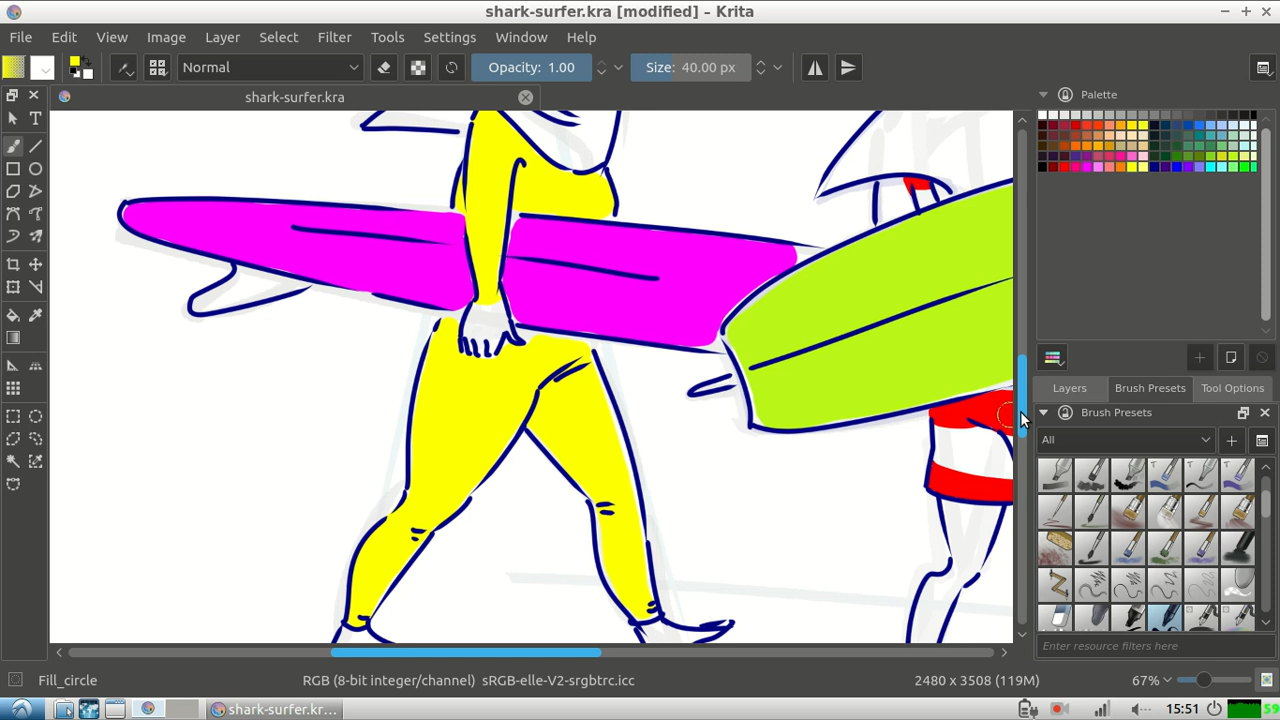 shark-surfer.kra [modified] – Krita
File Edit View Image Layer Select Filter Tools Settings Window Help
Normal Opacity: 1.00 Size: 40.00 px
shark-surfer.kra
Palette
Layers Brush Presets Tool Options
Brush Presets
All
Enter resource filters here
Fill_circle RGB (8-bit integer/channel) sRGB-elle-V2-srgbtrc.icc 2480 x 3508 (119M) 67%
shark-surfer.kr... 15:51 59